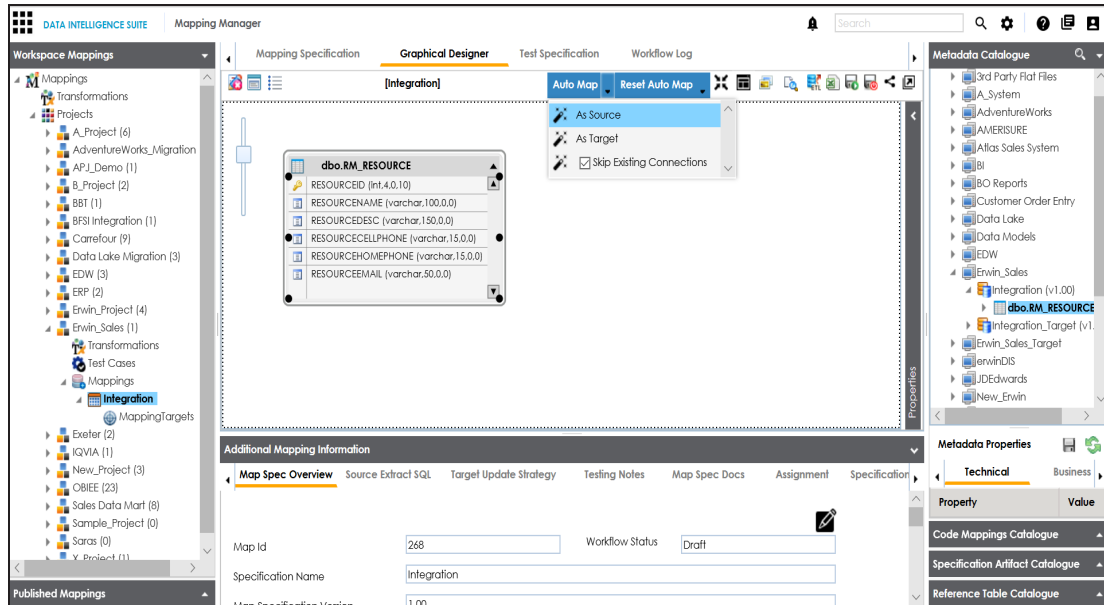 DATA INTELLIGENCE SUITE
Mapping Manager
Search
Workspace Mappings
Mappings
Transformations
Projects
A_Project (6)
AdventureWorks_Migration
APJ_Demo (1)
B_Project (2)
BBT (1)
BFSI Integration (1)
Carrefour (9)
Data Lake Migration (3)
EDW (3)
ERP (2)
Erwin_Project (4)
Erwin_Sales (1)
Transformations
Test Cases
Mappings
Integration
MappingTargets
Exeter (2)
IQVIA (1)
New_Project (3)
OBIEE (23)
Sales Data Mart (8)
Sample_Project (0)
Saras (0)
X_Project (1)
Published Mappings
Mapping Specification
Graphical Designer
Test Specification
Workflow Log
[Integration]
Auto Map
Reset Auto Map
As Source
As Target
Skip Existing Connections
dbo.RM_RESOURCE
RESOURCEID (Int,4,0,10)
RESOURCENAME (varchar,100,0,0)
RESOURCEDESC (varchar,150,0,0)
RESOURCECELLPHONE (varchar,15,0,0)
RESOURCEHOMEPHONE (varchar,15,0,0)
RESOURCEEMAIL (varchar,50,0,0)
Properties
Additional Mapping Information
Map Spec Overview
Source Extract SQL
Target Update Strategy
Testing Notes
Map Spec Docs
Assignment
Specification
Map Id
268
Workflow Status
Draft
Specification Name
Integration
Map Specification Version
1.00
Metadata Catalogue
3rd Party Flat Files
A_System
AdventureWorks
AMERISURE
Atlas Sales System
BI
BO Reports
Customer Order Entry
Data Lake
Data Models
EDW
Erwin_Sales
Integration (v1.00)
dbo.RM_RESOURCE
Integration_Target (v1.
Erwin_Sales_Target
erwinDIS
JDEdwards
New_Erwin
Metadata Properties
Technical
Business
Property
Value
Code Mappings Catalogue
Specification Artifact Catalogue
Reference Table Catalogue